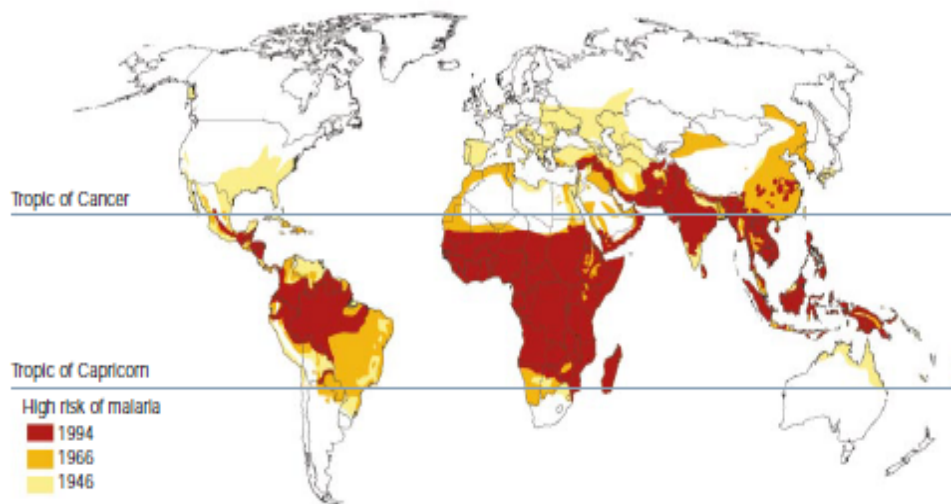 Tropic of Cancer
Tropic of Capricorn
High risk of malaria
1994
1966
1946